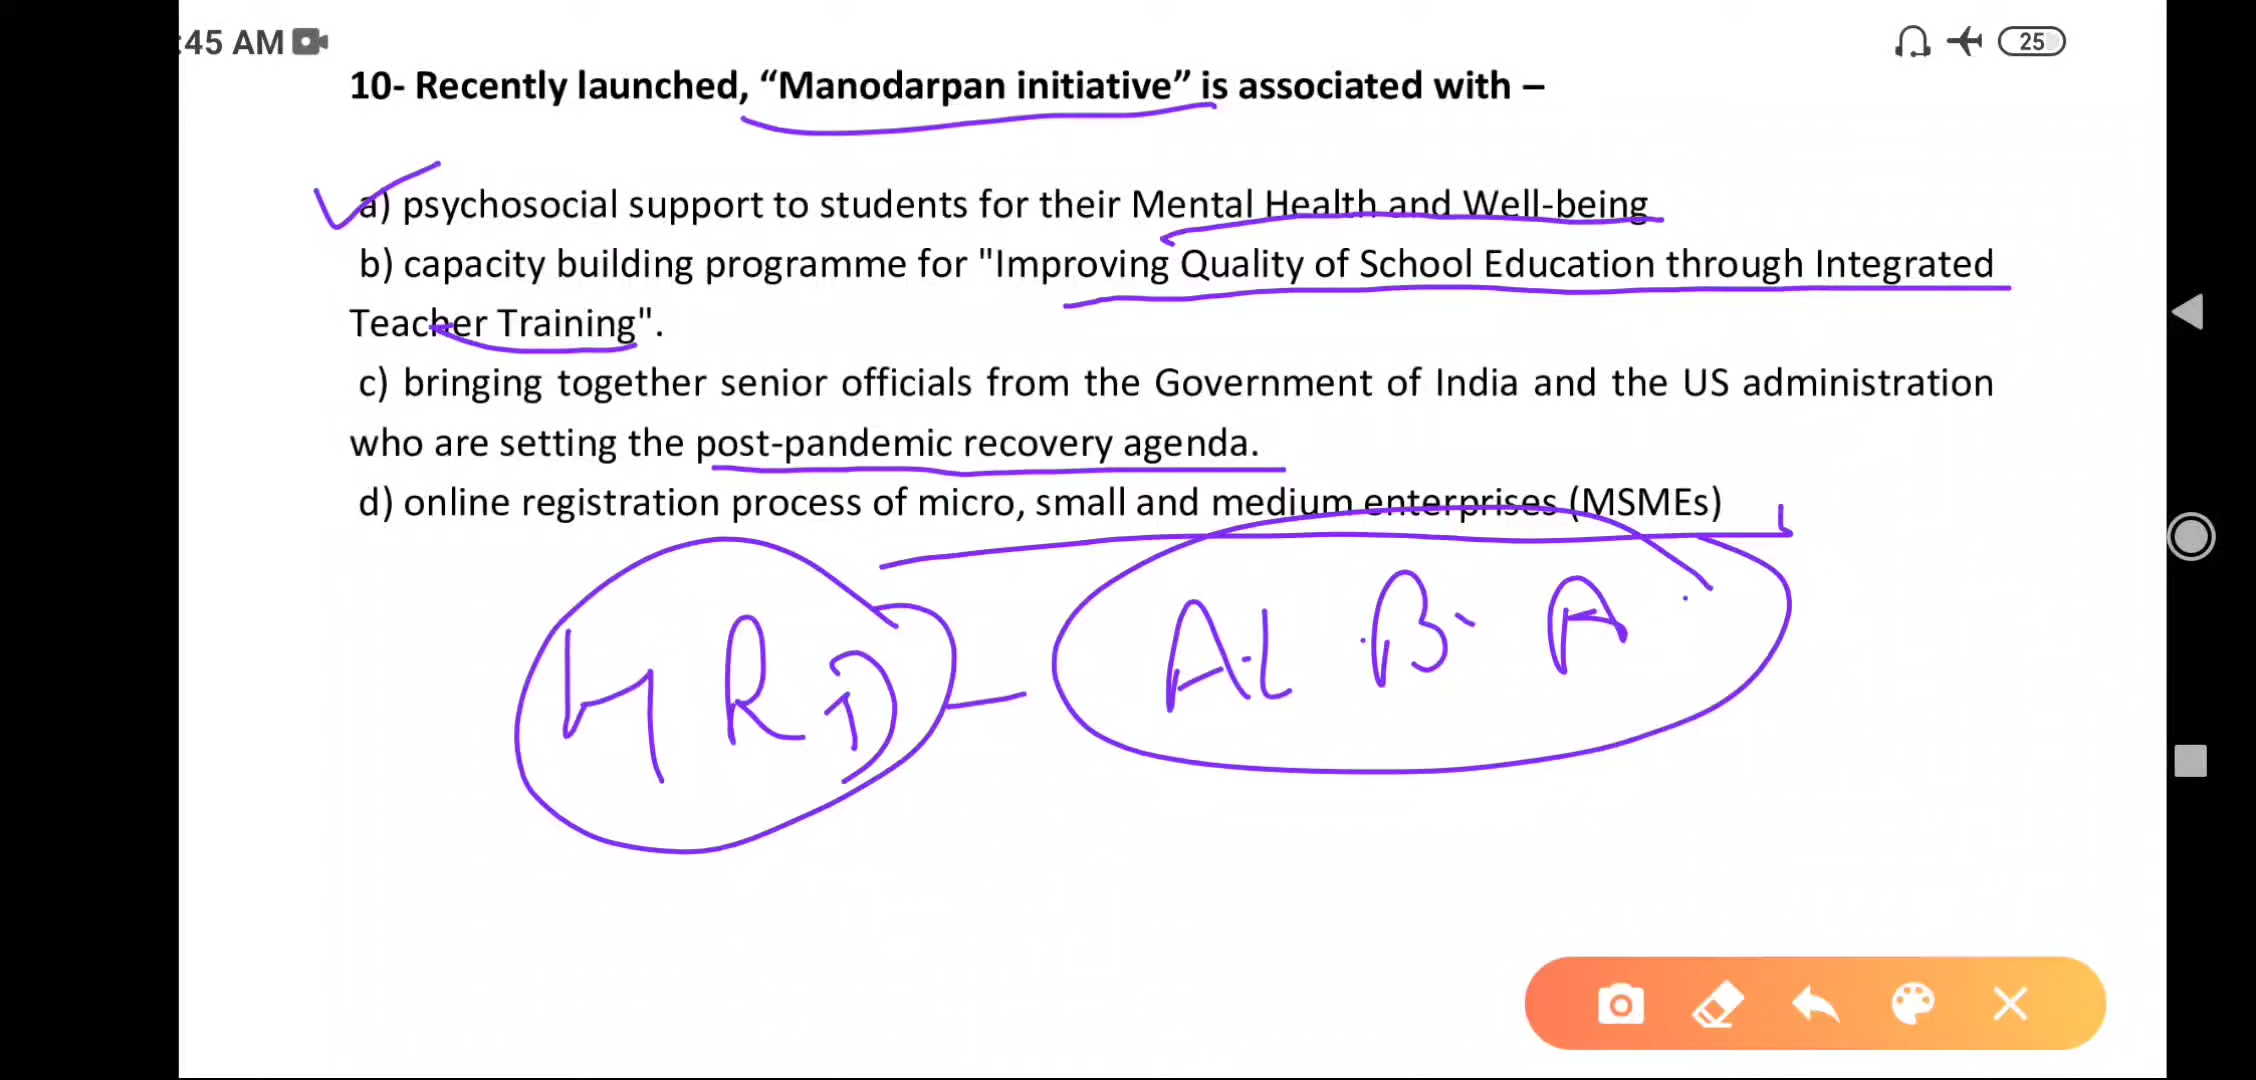 :45 AM
25
10- Recently launched, “Manodarpan initiative” is associated with –
a) psychosocial support to students for their Mental Health and Well-being
b) capacity building programme for "Improving Quality of School Education through Integrated
Teacher Training".
c) bringing together senior officials from the Government of India and the US administration
who are setting the post-pandemic recovery agenda.
d) online registration process of micro, small and medium enterprises (MSMEs)
HRD